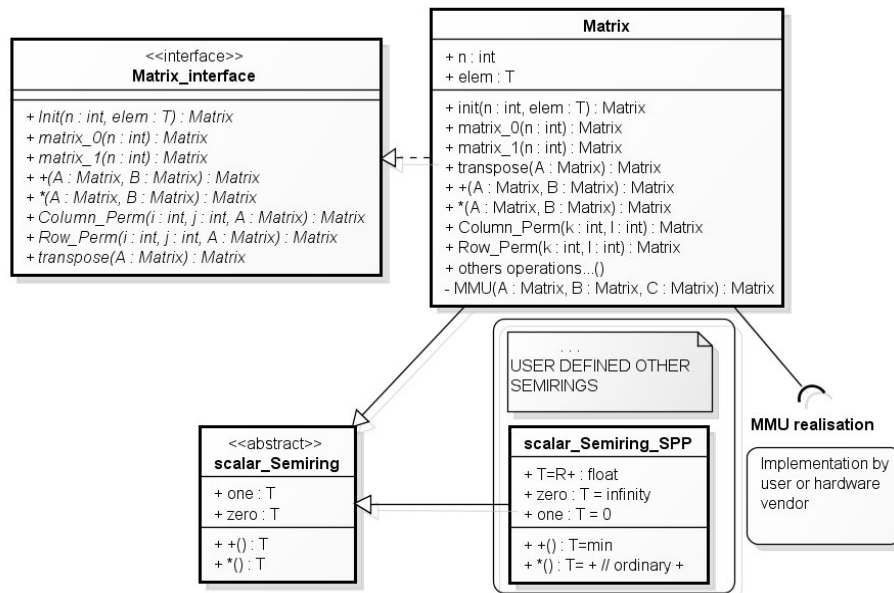 <<interface>>
Matrix_interface
+ Init(n : int, elem : T) : Matrix
+ matrix_0(n : int) : Matrix
+ matrix_1(n : int) : Matrix
+ +(A : Matrix, B : Matrix) : Matrix
+ *(A : Matrix, B : Matrix) : Matrix
+ Column_Perm(i : int, j : int, A : Matrix) : Matrix
+ Row_Perm(i : int, j : int, A : Matrix) : Matrix
+ transpose(A : Matrix) : Matrix
Matrix
+ n : int
+ elem : T
+ init(n : int, elem : T) : Matrix
+ matrix_0(n : int) : Matrix
+ matrix_1(n : int) : Matrix
+ transpose(A : Matrix) : Matrix
+ +(A : Matrix, B : Matrix) : Matrix
+ *(A : Matrix, B : Matrix) : Matrix
+ Column_Perm(k : int, l : int) : Matrix
+ Row_Perm(k : int, l : int) : Matrix
+ others operations...()
- MMU(A : Matrix, B : Matrix, C : Matrix) : Matrix
. . .
USER DEFINED OTHER
SEMIRINGS
<<abstract>>
scalar_Semiring
+ one : T
+ zero : T
+ +() : T
+ *() : T
scalar_Semiring_SPP
+ T=R+ : float
+ zero : T = infinity
+ one : T = 0
+ +() : T=min
+ *() : T= + // ordinary +
MMU realisation
Implementation by
user or hardware
vendor